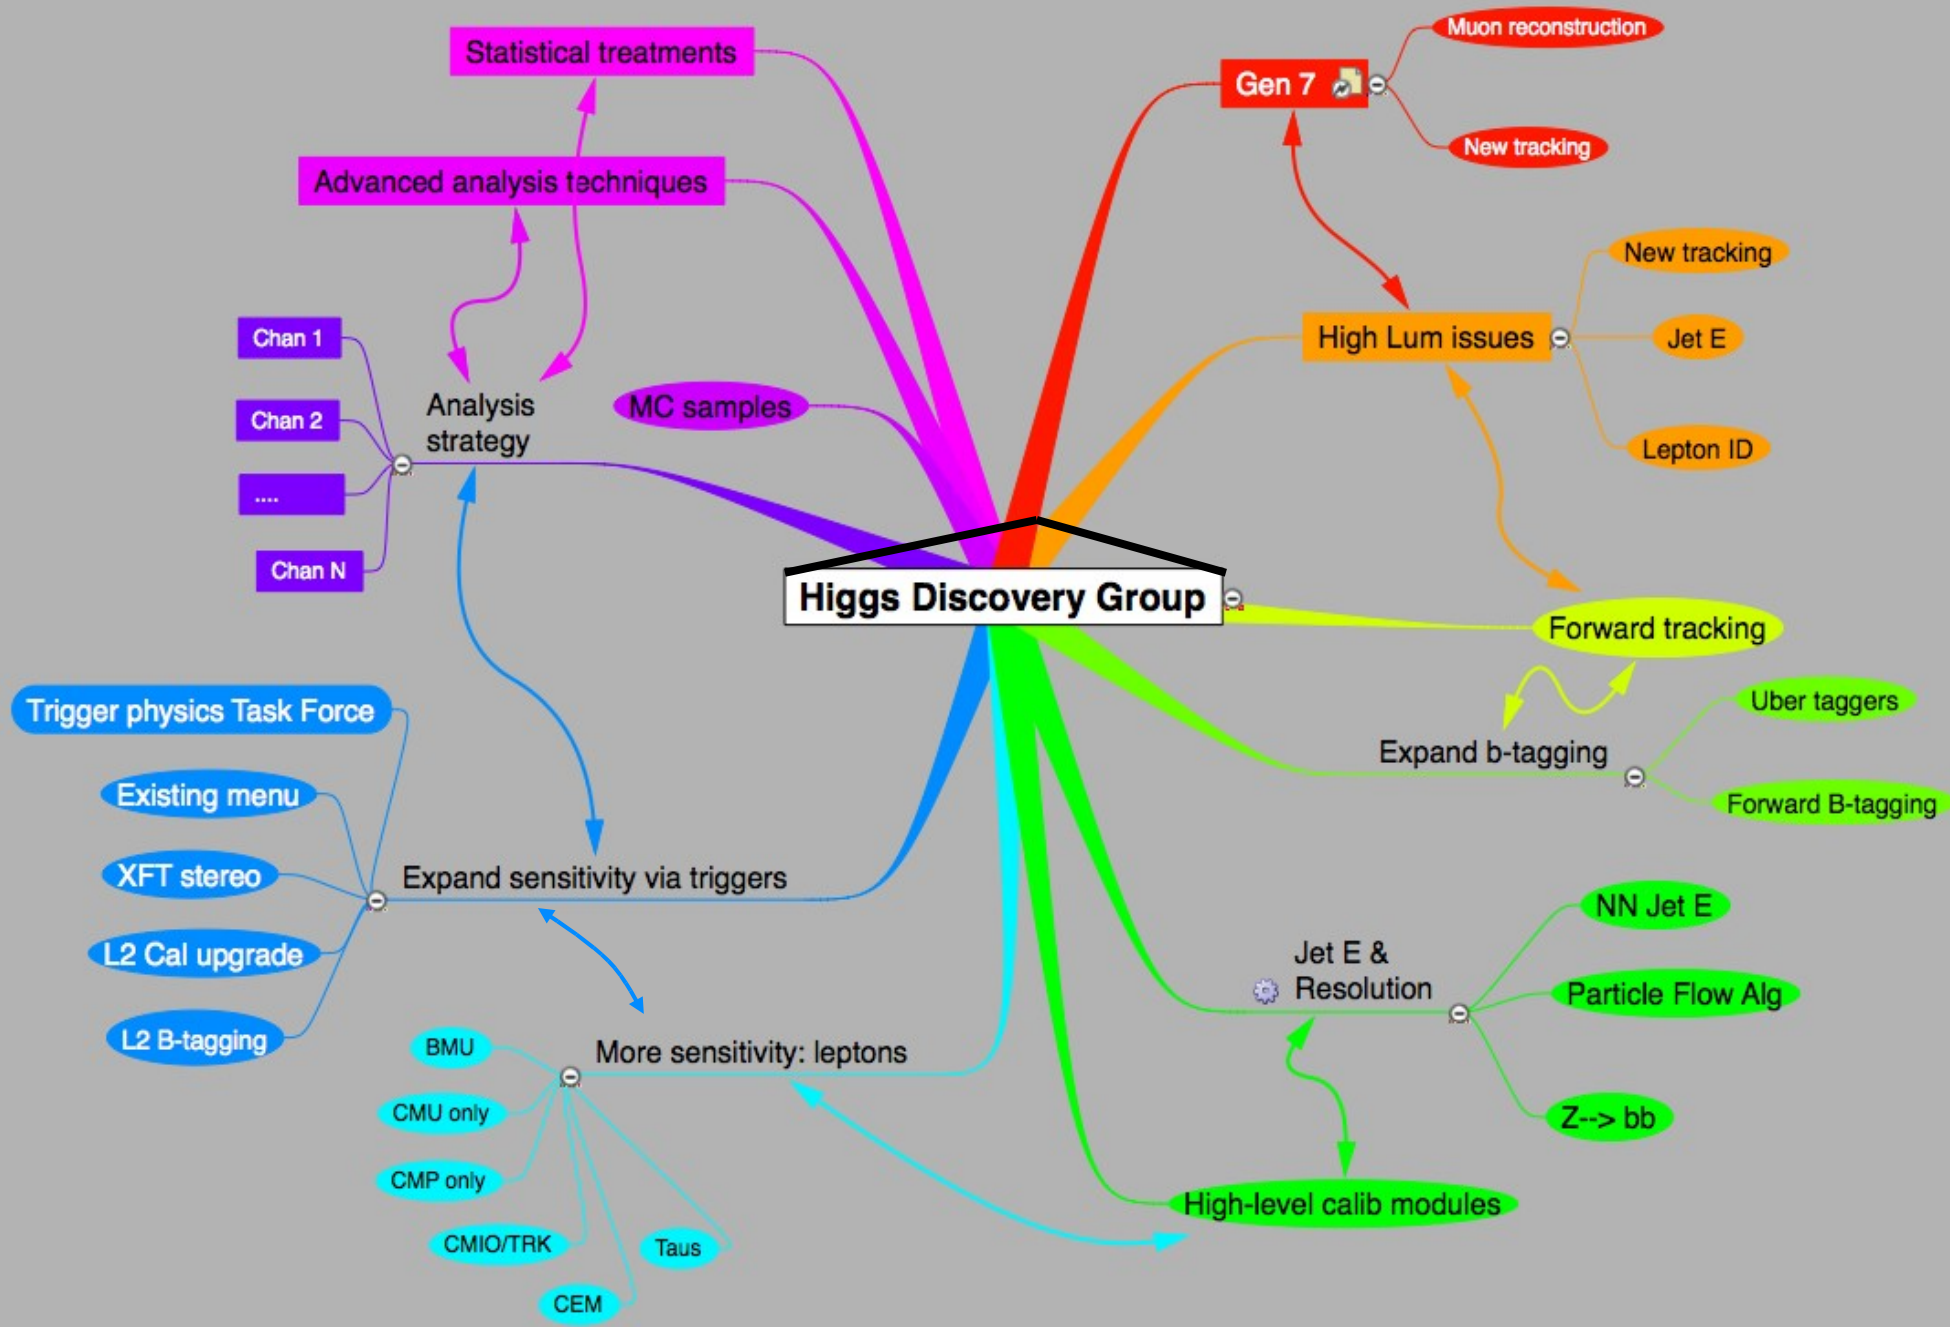 Statistical treatments
Advanced analysis techniques
Chan 1
Chan 2
....
Chan N
Analysis
strategy
MC samples
Gen 7
Muon reconstruction
New tracking
High Lum issues
New tracking
Jet E
Lepton ID
Higgs Discovery Group
Forward tracking
Expand b-tagging
Uber taggers
Forward B-tagging
Trigger physics Task Force
Existing menu
XFT stereo
L2 Cal upgrade
L2 B-tagging
Expand sensitivity via triggers
Jet E &
Resolution
NN Jet E
Particle Flow Alg
Z--> bb
More sensitivity: leptons
BMU
CMU only
CMP only
CMIO/TRK
CEM
Taus
High-level calib modules